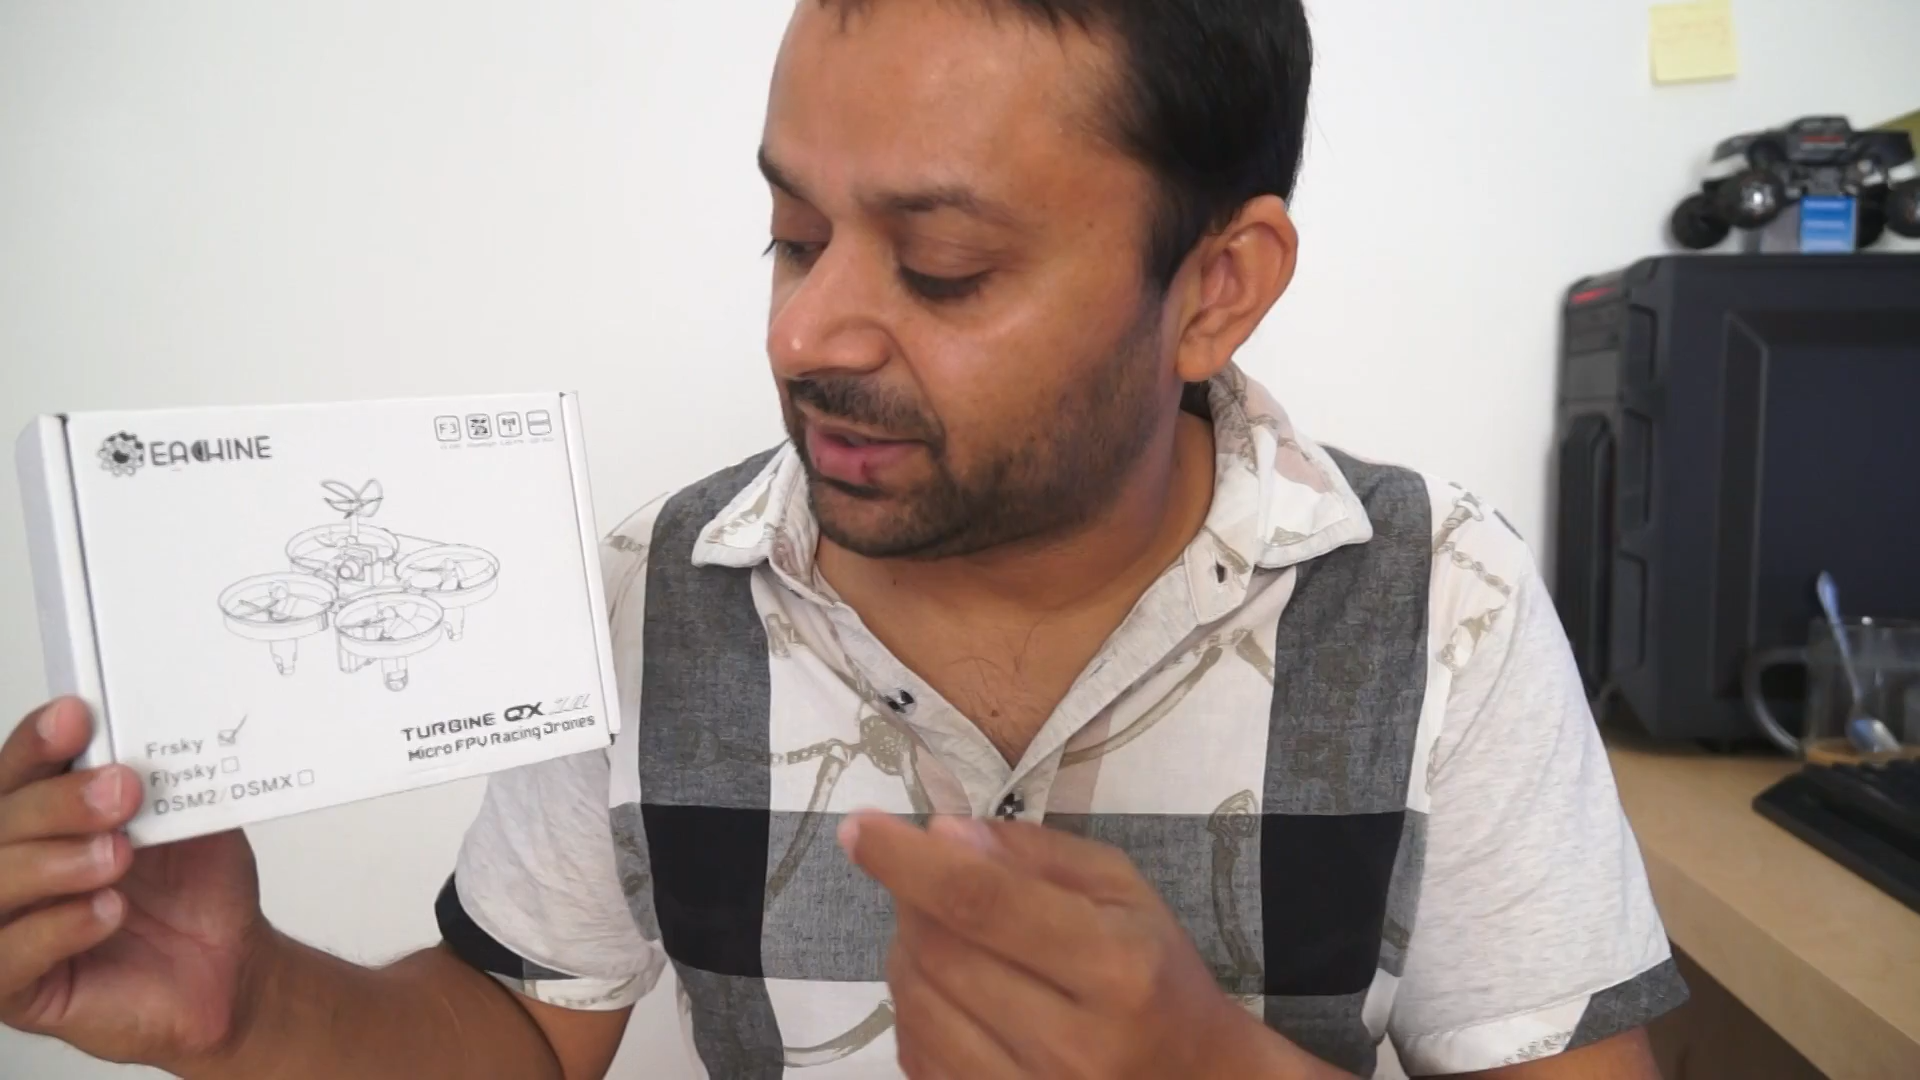 EACHINE
F3
TURBINE QX
Micro FPV Racing Drones
Frsky
Flysky
DSM2/DSMX